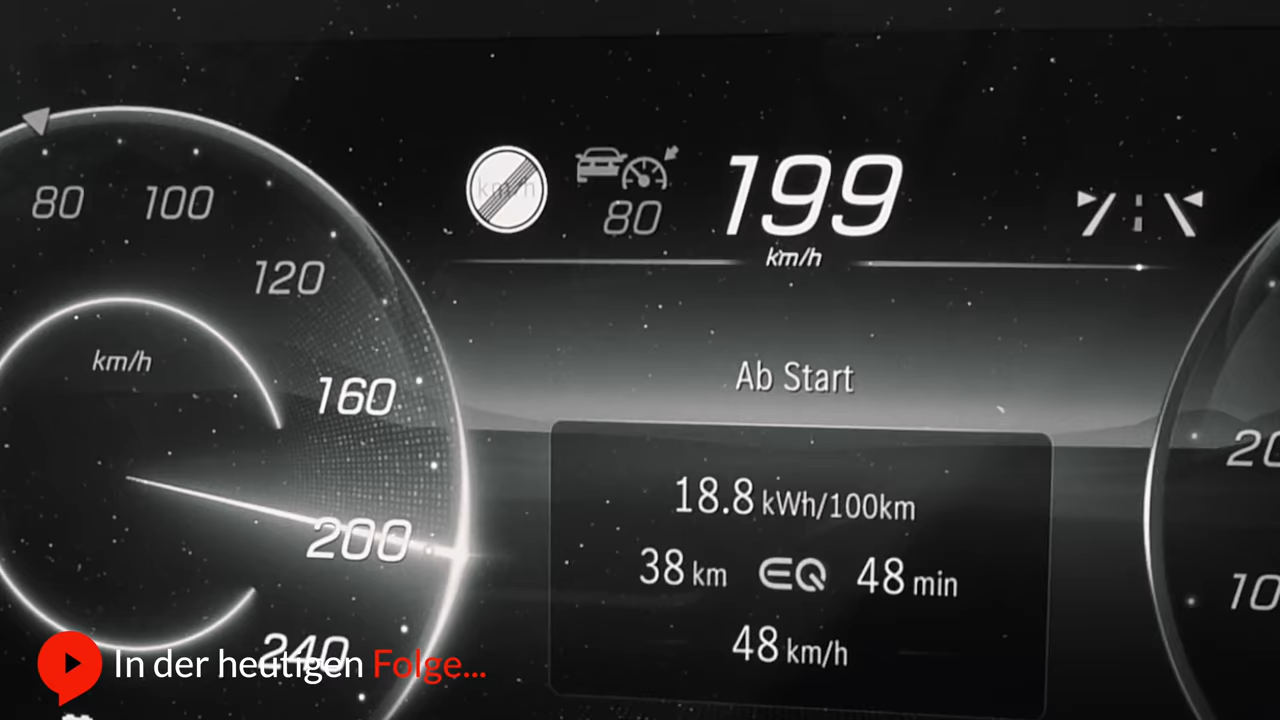 80
100
120
km/h
160
200
240
km/h
80
199
km/h
Ab Start
18.8 kWh/100km
38 km EQ 48 min
48 km/h
In der heutigen Folge...